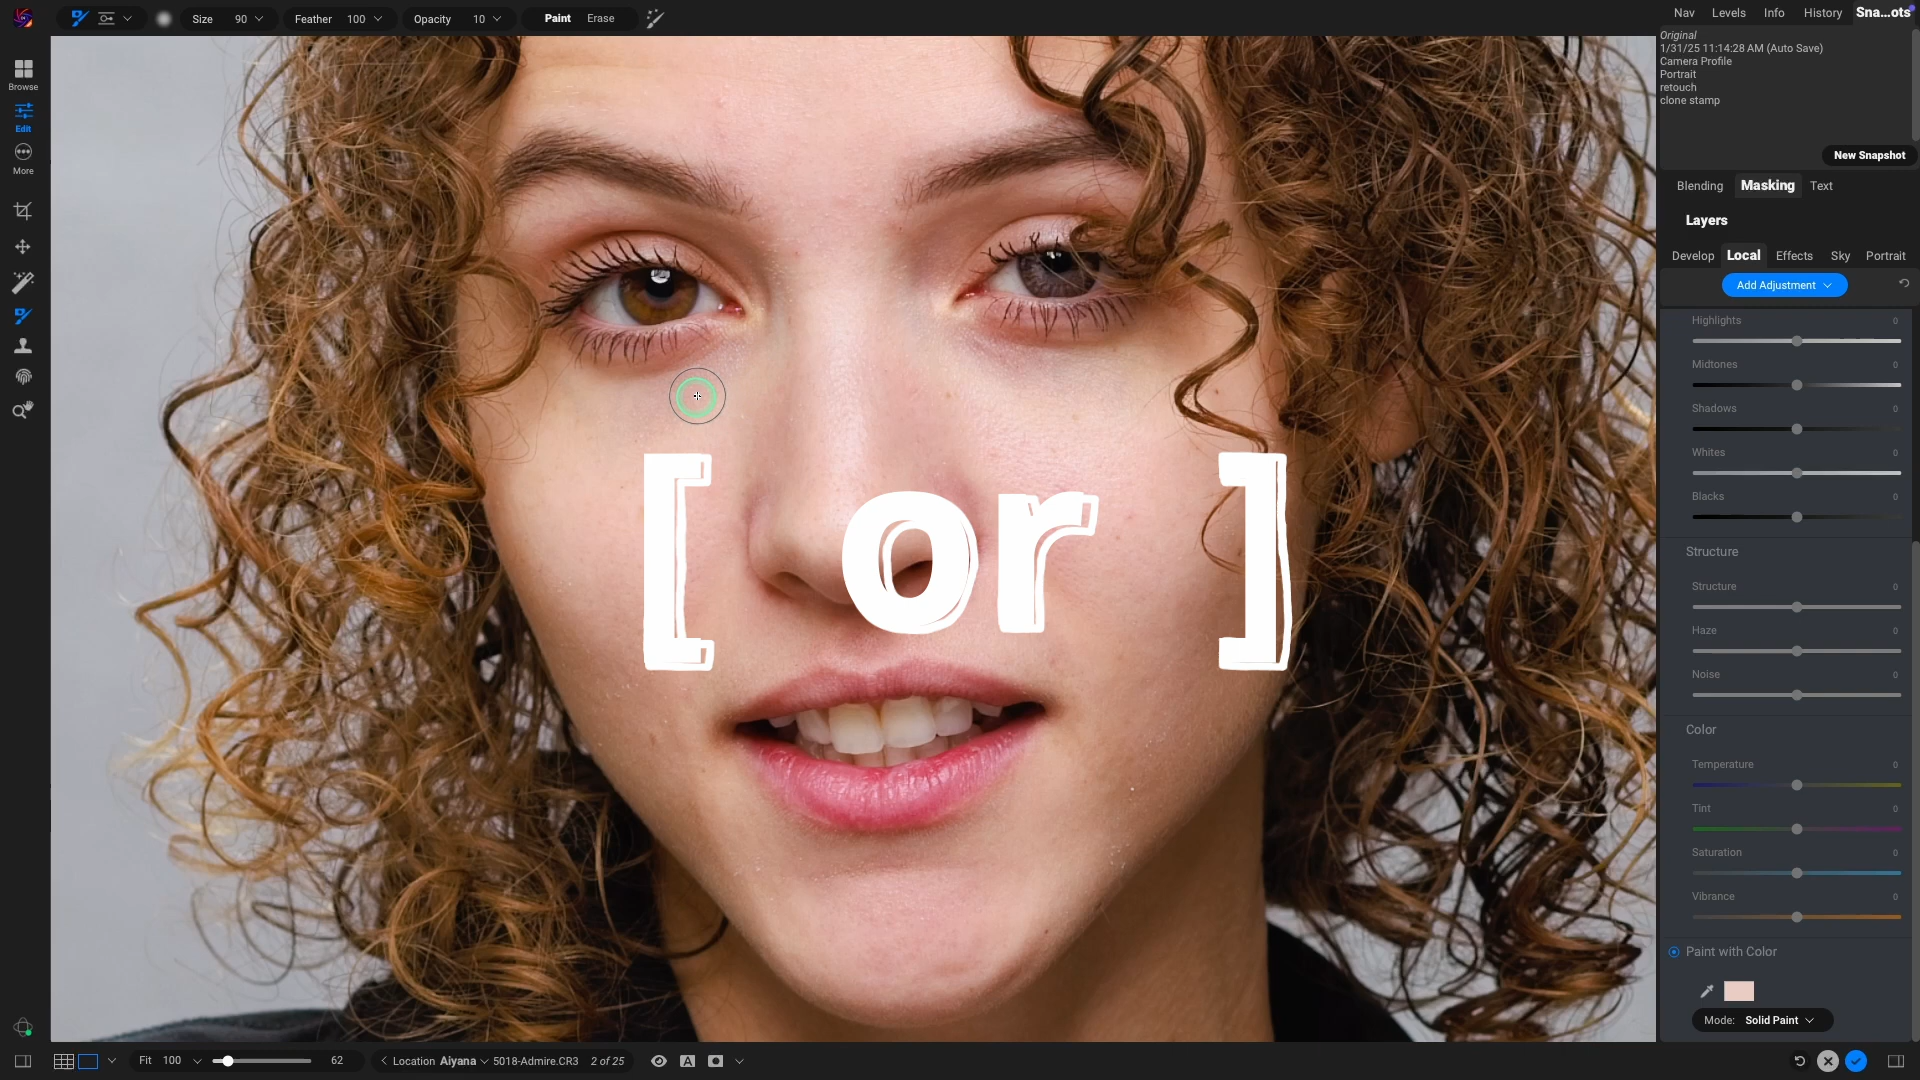 Size 90 Feather 100 Opacity 10 Paint Erase
Nav Levels Info History Sna...ots
Original
1/31/25 11:14:28 AM (Auto Save)
Camera Profile
Portrait
retouch
clone stamp
New Snapshot
Browse
Edit
More
Blending Masking Text
Layers
Develop Local Effects Sky Portrait
Add Adjustment
Highlights 0
Midtones 0
Shadows 0
Whites 0
Blacks 0
Structure
Structure 0
Haze 0
Noise 0
Color
Temperature 0
Tint 0
Saturation 0
Vibrance 0
Paint with Color
Mode: Solid Paint
[ or ]
Fit 100 62 Location Aiyana 5018-Admire.CR3 2 of 25 A